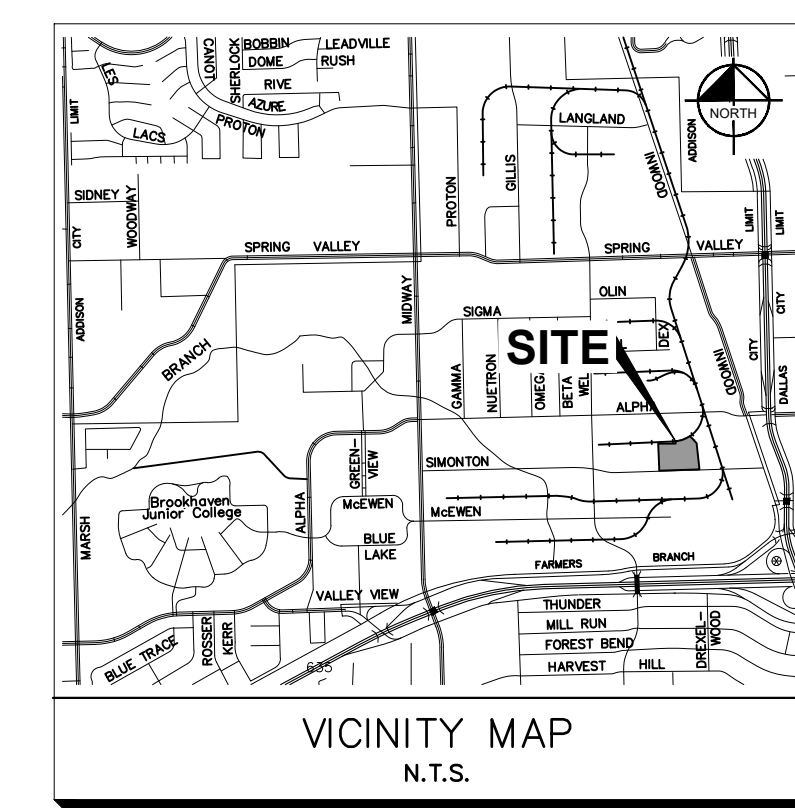 CANOT
SHERLOCK
BOBBIN
LEADVILLE
DOME
RUSH
LES
RIVE
AZURE
LIMIT
LACS
PROTON
NORTH
ADDISON
LANGLAND
INWOOD
GILLIS
PROTON
SIDNEY
WOODWAY
CITY
LIMIT
LIMIT
SPRING VALLEY
SPRING VALLEY
MIDWAY
OLIN
ADDISON
SIGMA
DEX
CITY
CITY
SITE
BRANCH
GAMMA
NUETRON
OMEGA
BETA
WEL
INWOOD
DALLAS
ALPHA
GREEN-
VIEW
SIMONTON
Brookhaven
Junior College
ALPHA
McEWEN
McEWEN
MARSH
BLUE
LAKE
FARMERS
BRANCH
VALLEY VIEW
THUNDER
MILL RUN
FOREST BEND
HARVEST HILL
DREXEL-
WOOD
ROSSER
KERR
BLUE TRACE
635
VICINITY MAP
N.T.S.